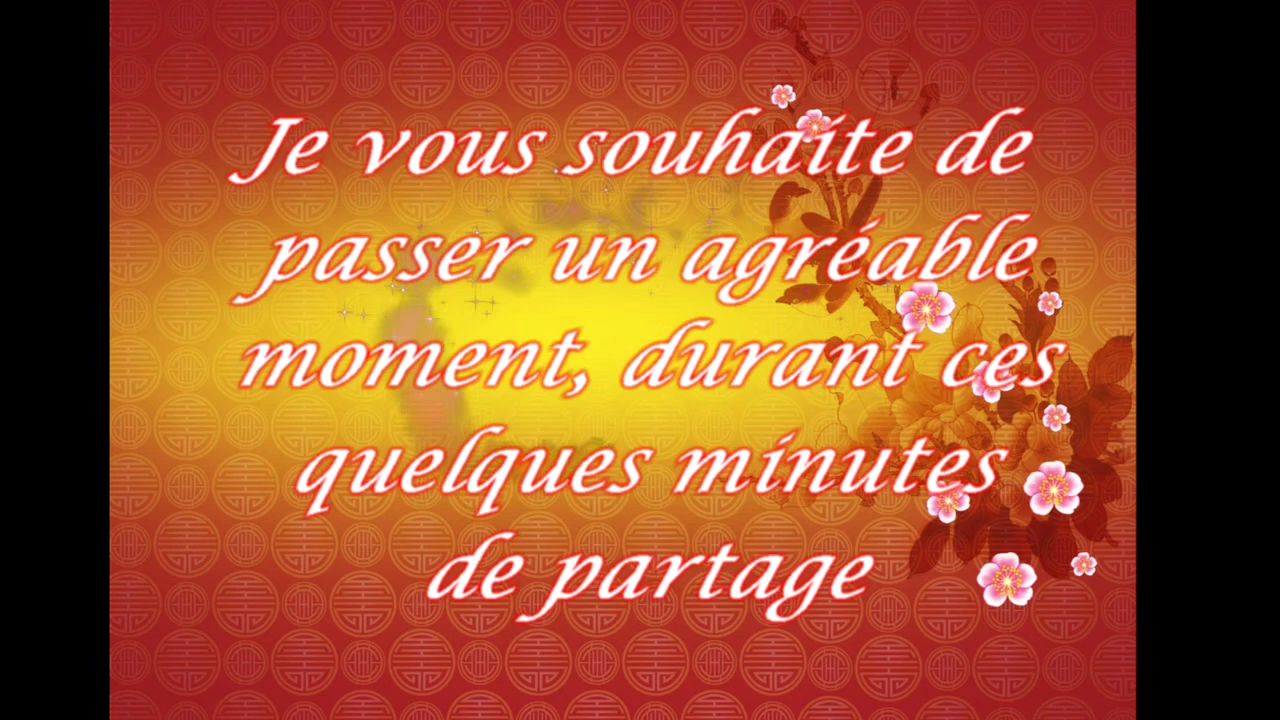 Je vous souhaite de
passer un agréable
moment, durant ces
quelques minutes
de partage